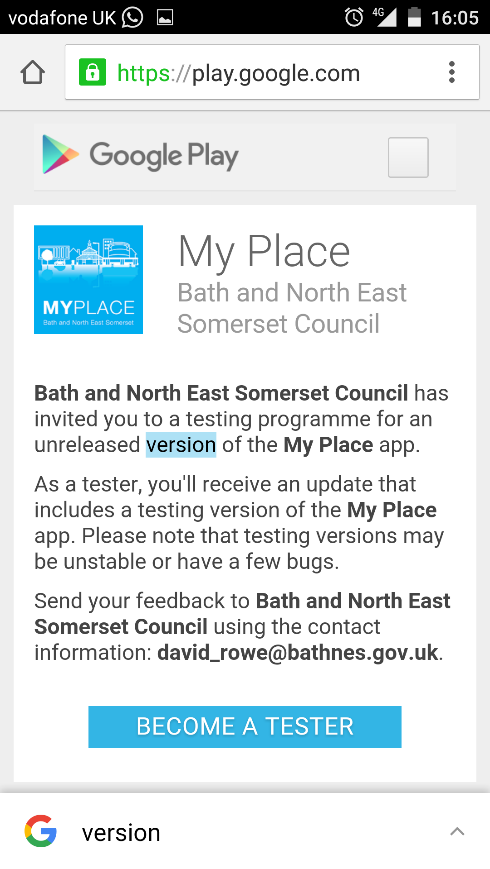 vodafone UK 4G 16:05
https://play.google.com
Google Play
My Place
Bath and North East
Somerset Council
MYPLACE
Bath and North East Somerset
Bath and North East Somerset Council has
invited you to a testing programme for an
unreleased version of the My Place app.
As a tester, you'll receive an update that
includes a testing version of the My Place
app. Please note that testing versions may
be unstable or have a few bugs.
Send your feedback to Bath and North East
Somerset Council using the contact
information: david_rowe@bathnes.gov.uk.
BECOME A TESTER
version